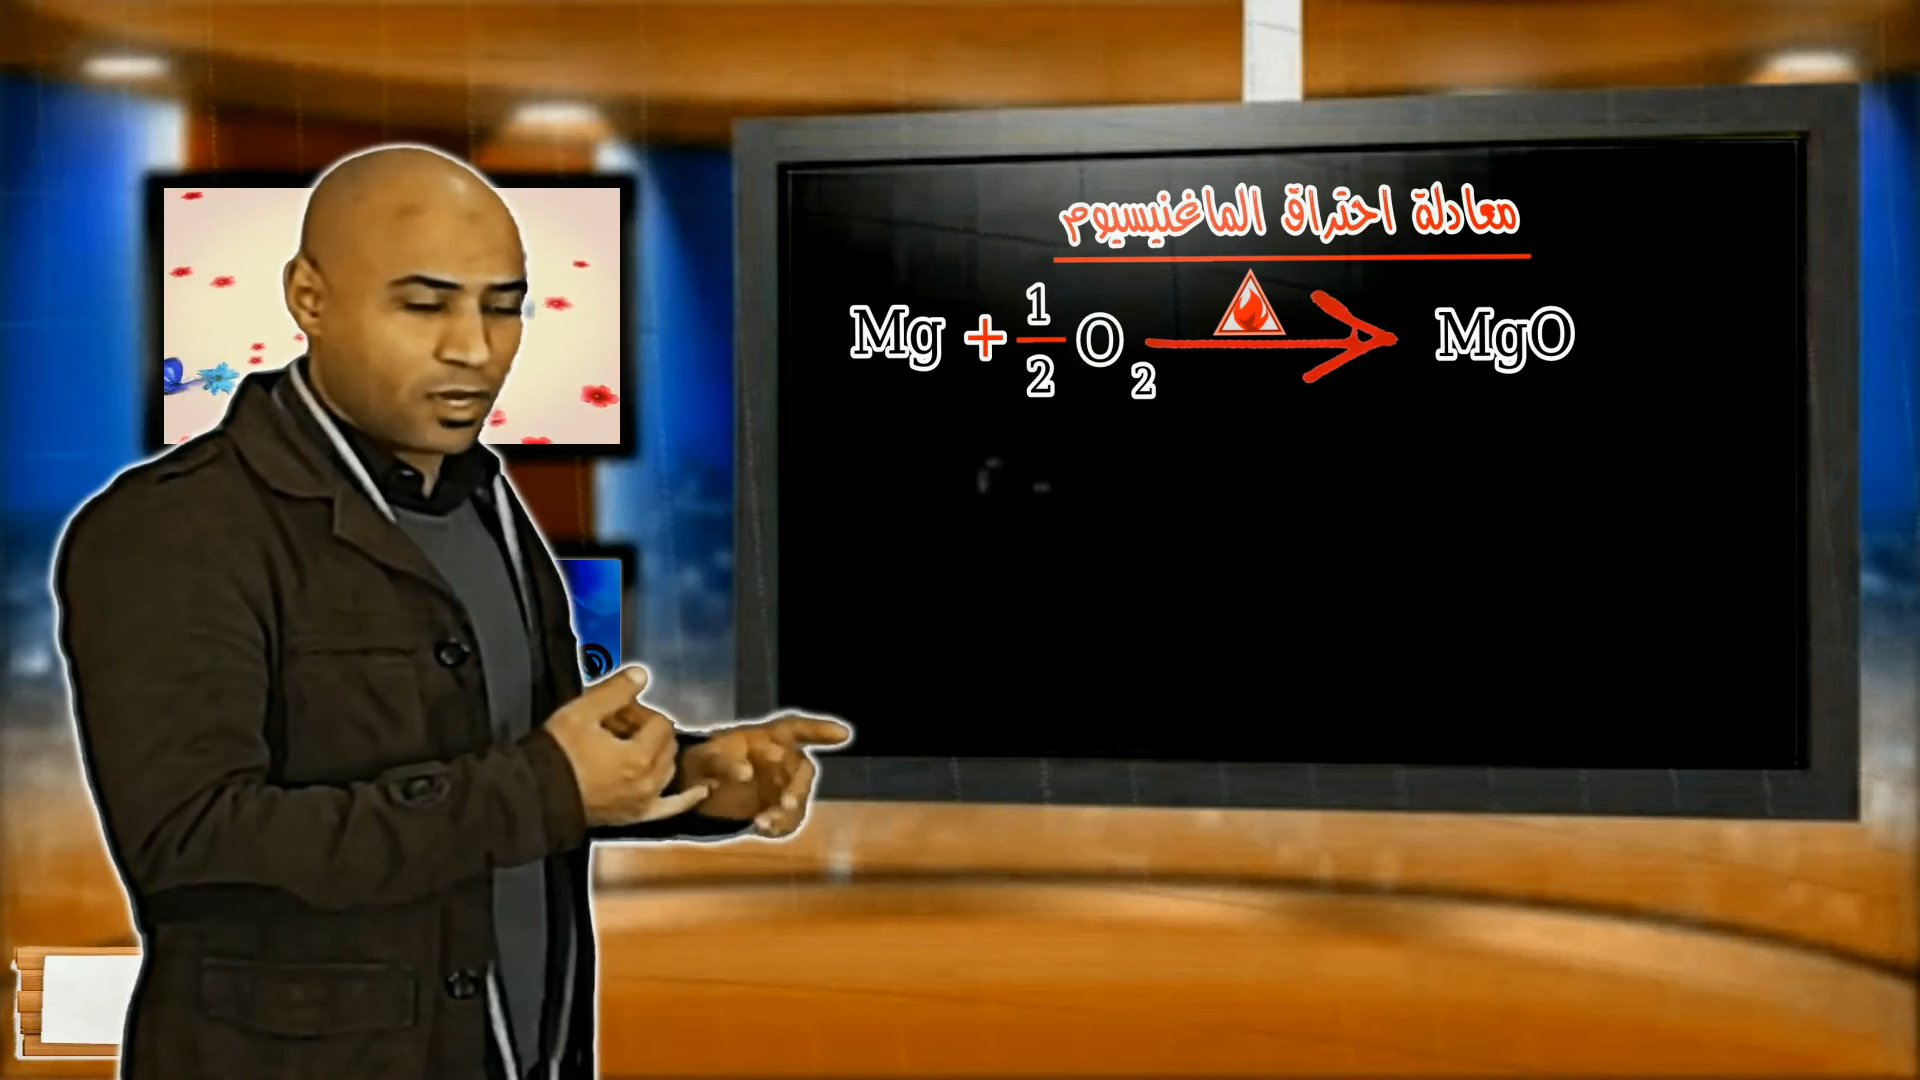 معادلة احتراق الماغنيسيوم
Mg + 1/2 O2 → MgO